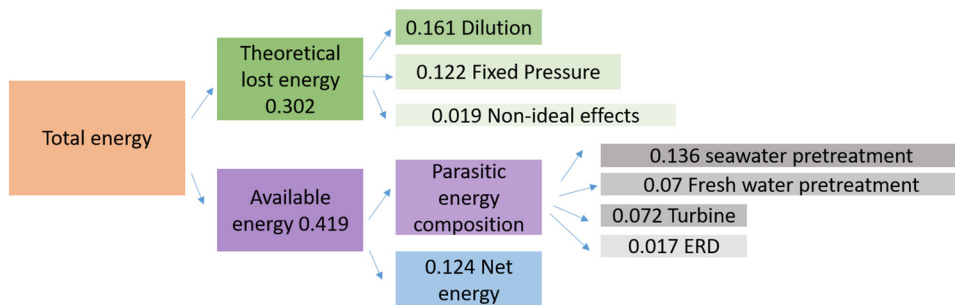 Total energy
Theoretical
lost energy
0.302
0.161 Dilution
0.122 Fixed Pressure
0.019 Non-ideal effects
Available
energy 0.419
Parasitic
energy
composition
0.136 seawater pretreatment
0.07 Fresh water pretreatment
0.072 Turbine
0.017 ERD
0.124 Net
energy